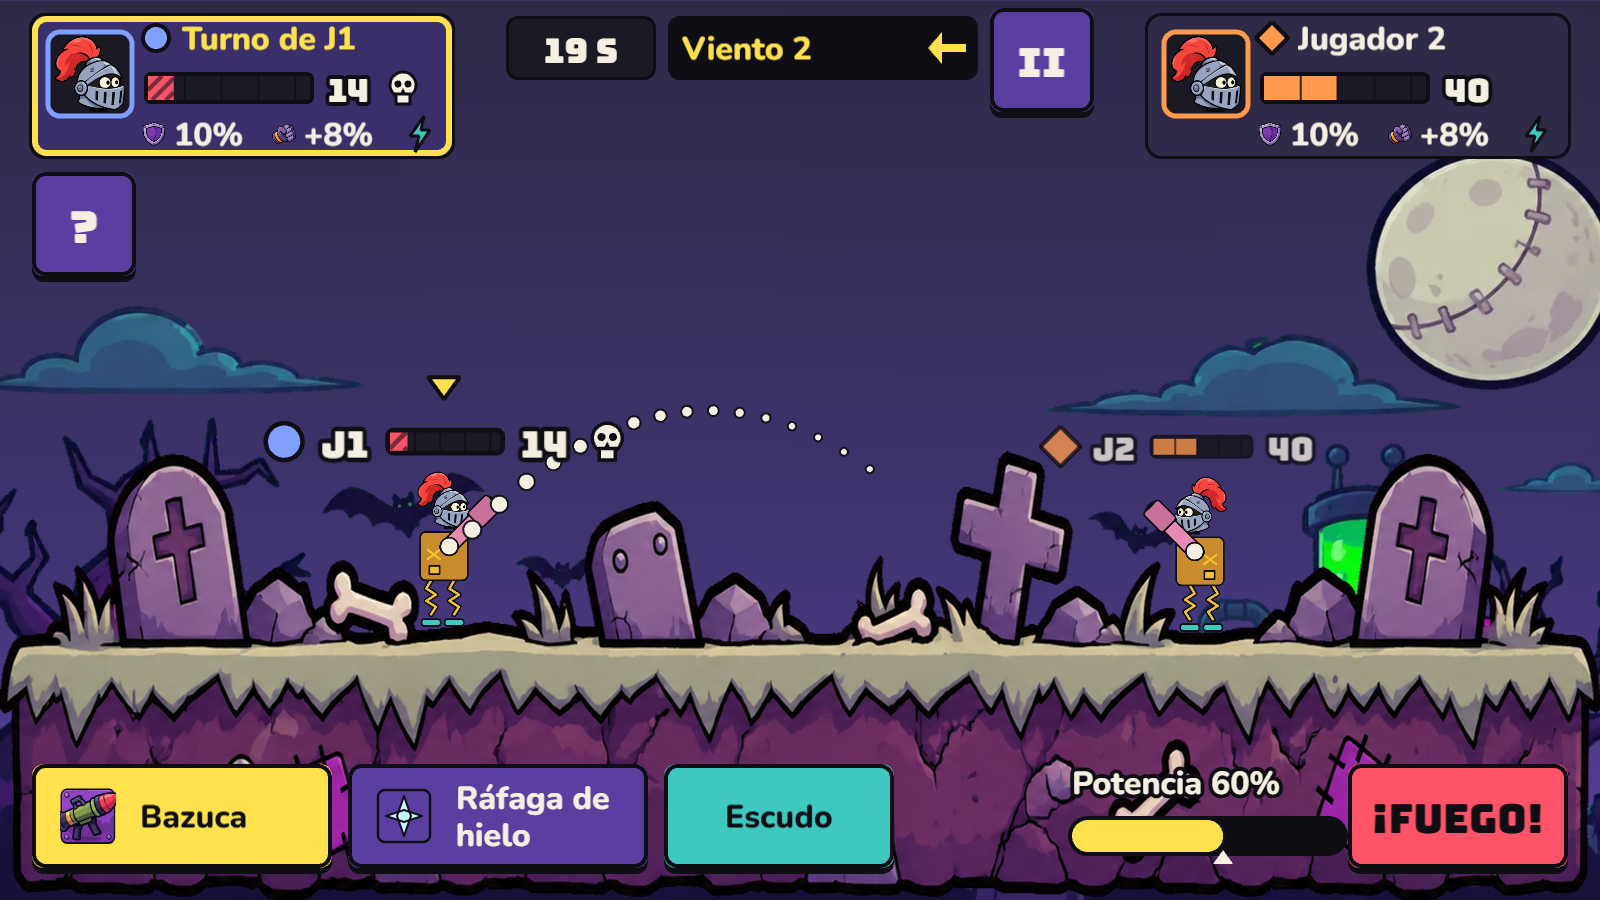 Turno de J1
14
10% +8%
19 S
Viento 2
II
Jugador 2
40
10% +8%
?
J1 14
J2 40
Bazuca
Ráfaga de
hielo
Escudo
Potencia 60%
¡FUEGO!